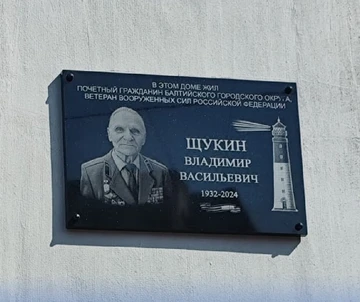 В ЭТОМ ДОМЕ ЖИЛ
ПОЧЕТНЫЙ ГРАЖДАНИН БАЛТИЙСКОГО ГОРОДСКОГО ОКРУГА,
ВЕТЕРАН ВООРУЖЕННЫХ СИЛ РОССИЙСКОЙ ФЕДЕРАЦИИ
ЩУКИН
ВЛАДИМИР
ВАСИЛЬЕВИЧ
1932-2024